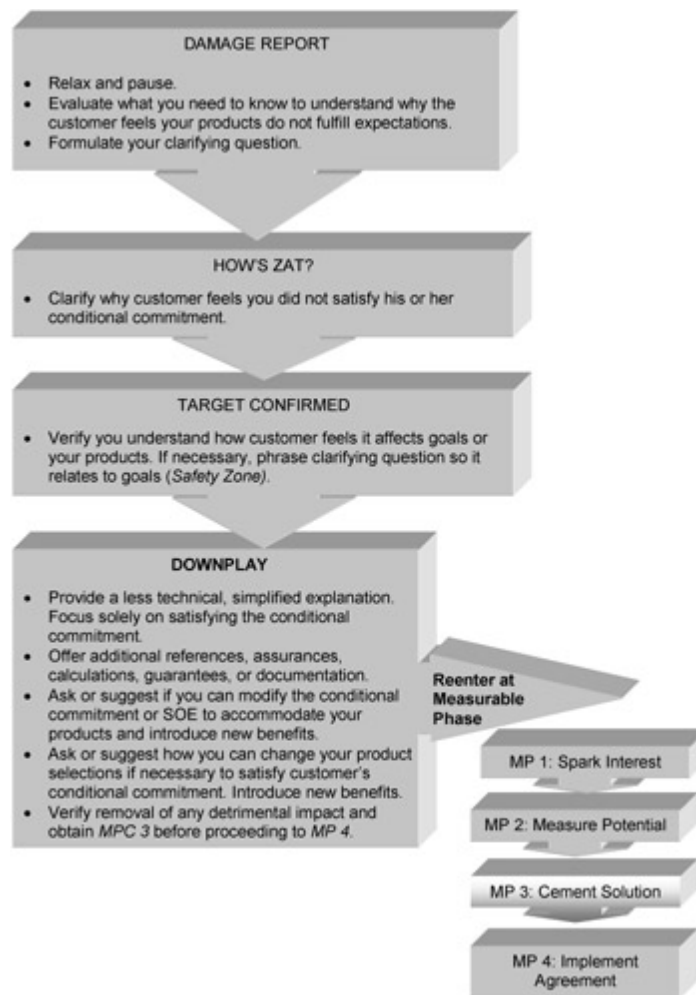 DAMAGE REPORT
• Relax and pause.
• Evaluate what you need to know to understand why the
customer feels your products do not fulfill expectations.
• Formulate your clarifying question.
HOW'S ZAT?
• Clarify why customer feels you did not satisfy his or her
conditional commitment.
TARGET CONFIRMED
• Verify you understand how customer feels it affects goals or
your products. If necessary, phrase clarifying question so it
relates to goals (Safety Zone).
DOWNPLAY
• Provide a less technical, simplified explanation.
Focus solely on satisfying the conditional
commitment.
• Offer additional references, assurances,
calculations, guarantees, or documentation.
• Ask or suggest if you can modify the conditional
commitment or SOE to accommodate your
products and introduce new benefits.
• Ask or suggest how you can change your product
selections if necessary to satisfy customer's
conditional commitment. Introduce new benefits.
• Verify removal of any detrimental impact and
obtain MPC 3 before proceeding to MP 4.
Reenter at
Measurable
Phase
MP 1: Spark Interest
MP 2: Measure Potential
MP 3: Cement Solution
MP 4: Implement
Agreement